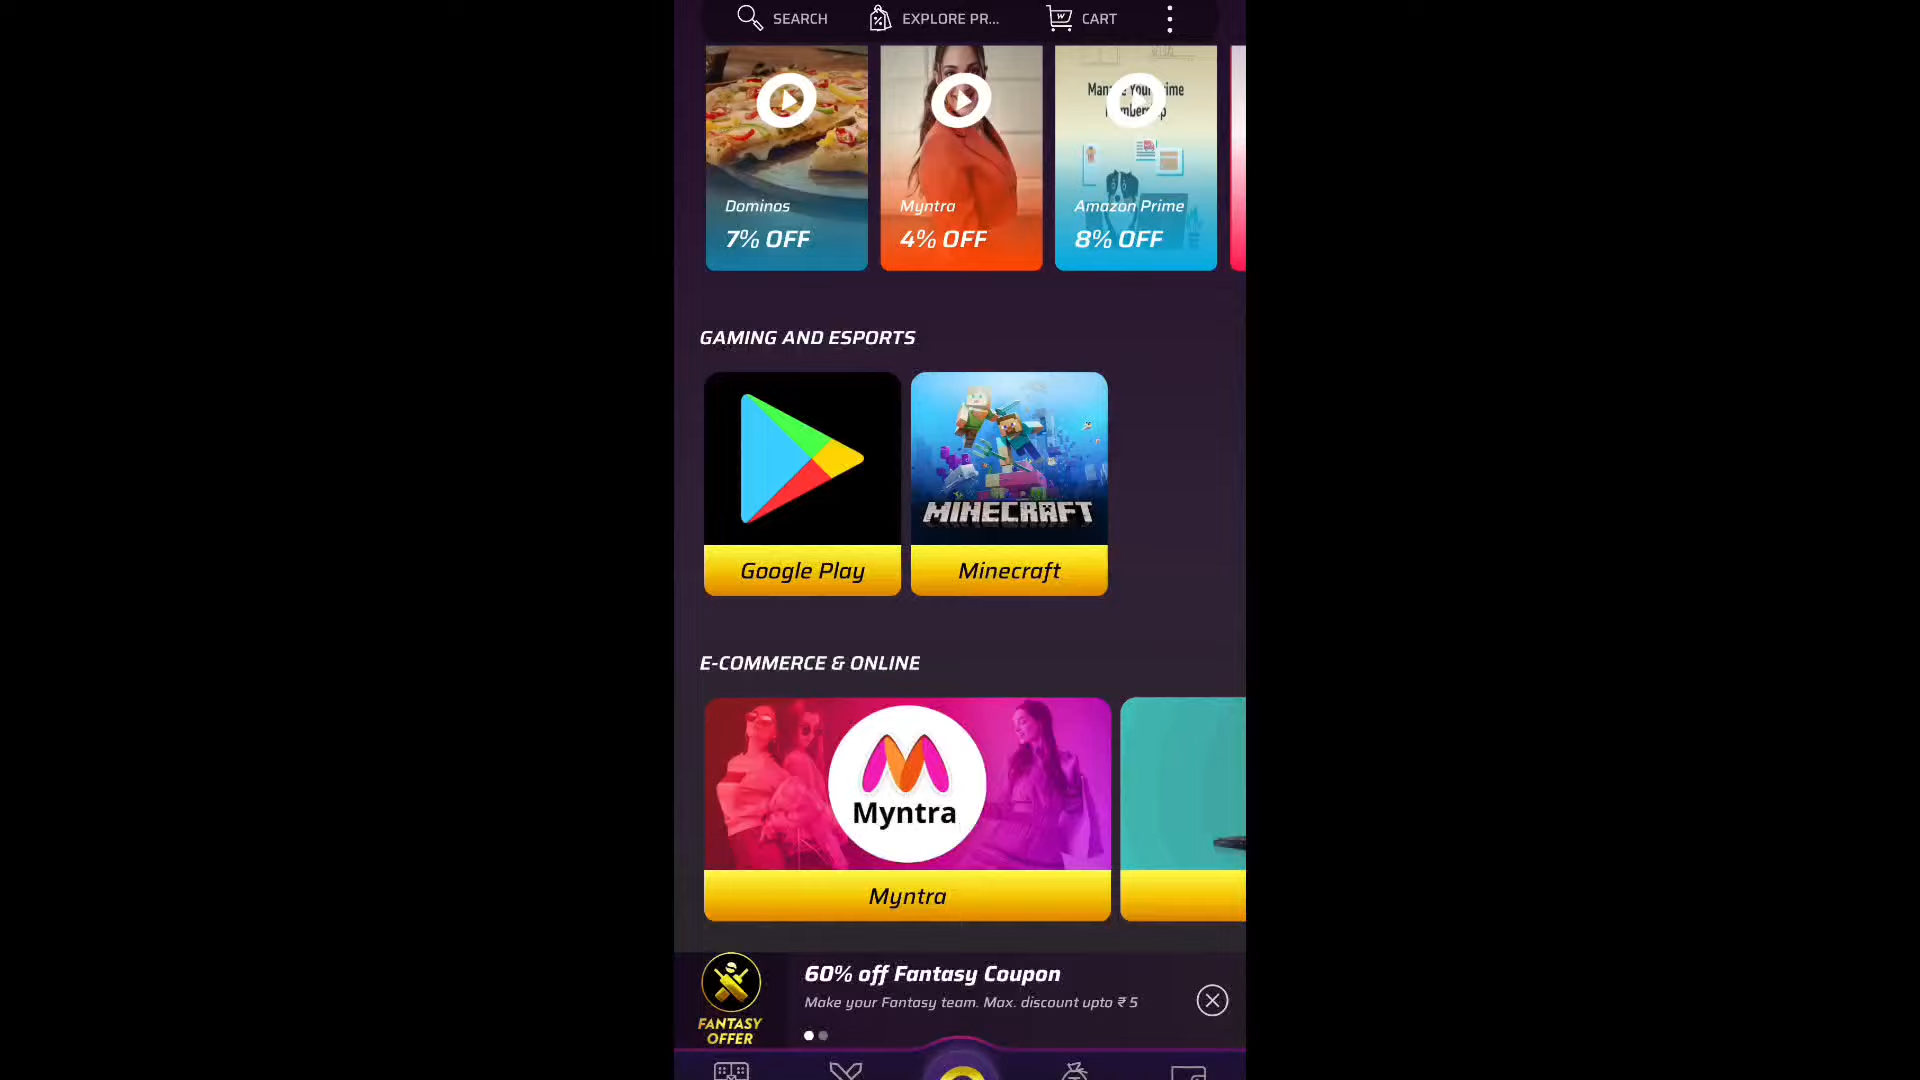 SEARCH
EXPLORE PR...
CART
Dominos
7% OFF
Myntra
4% OFF
Amazon Prime
8% OFF
GAMING AND ESPORTS
MINECRAFT
Google Play
Minecraft
E-COMMERCE & ONLINE
Myntra
Myntra
FANTASY
OFFER
60% off Fantasy Coupon
Make your Fantasy team. Max. discount upto ₹ 5